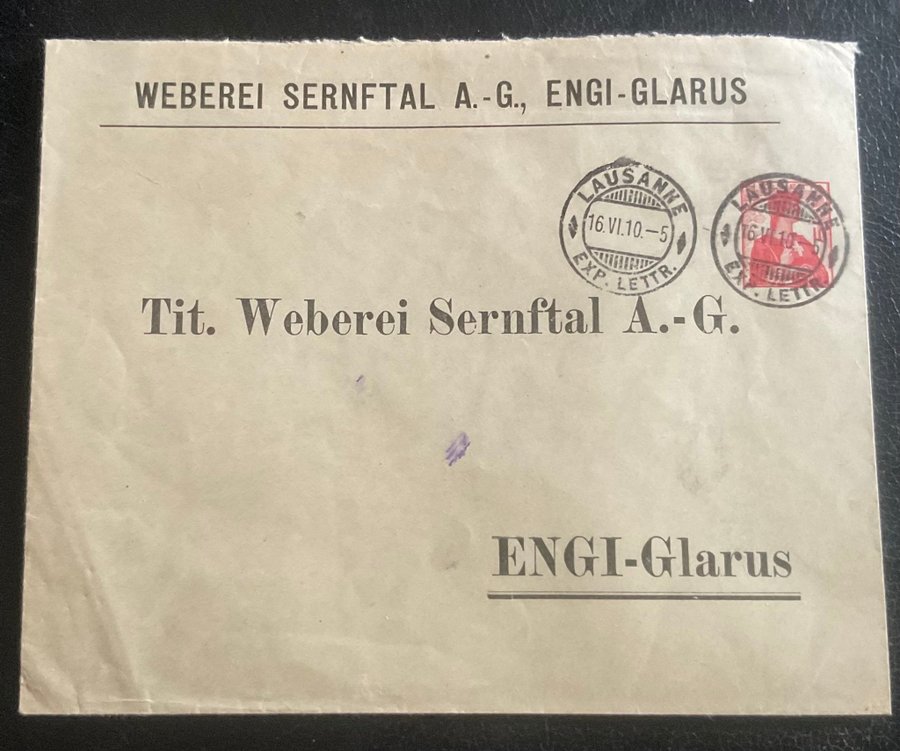 WEBEREI SERNFTAL A.-G., ENGI-GLARUS
LAUSANNE
16.VI.10.-5
EXP. LETTR.
LAUSANNE
16.VI.10.-5
EXP. LETTR.
Tit. Weberei Sernftal A.-G.
ENGI-Glarus